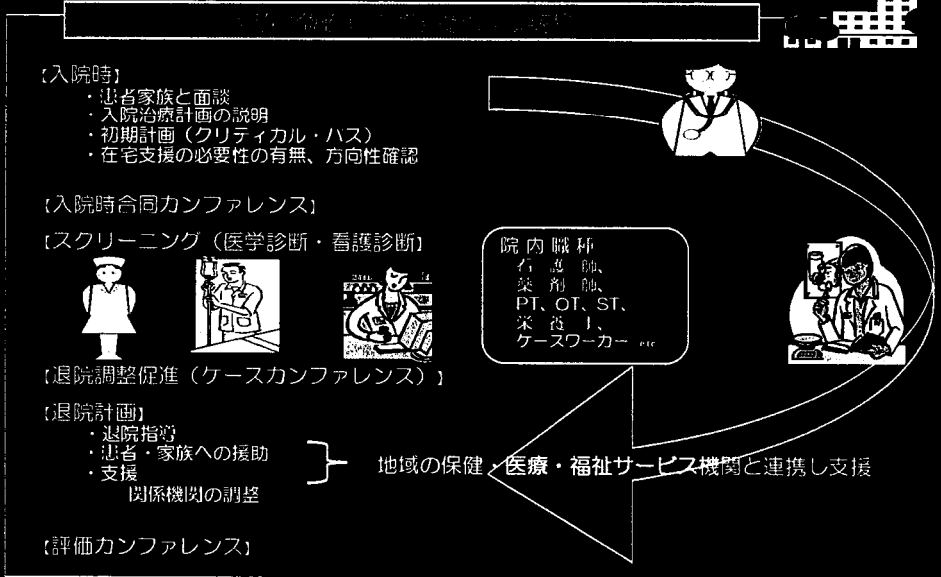 【入院時】
・患者家族と面談
・入院治療計画の説明
・初期計画（クリティカル・パス）
・在宅支援の必要性の有無、方向性確認
【入院時合同カンファレンス】
【スクリーニング（医学診断・看護診断】
院内職種
看護師、
薬剤師、
PT、OT、ST、
栄養士、
ケースワーカー etc
【退院調整促進（ケースカンファレンス）】
【退院計画】
・退院指導
・患者・家族への援助
・支援
関係機関の調整
地域の保健・医療・福祉サービス機関と連携し支援
【評価カンファレンス】